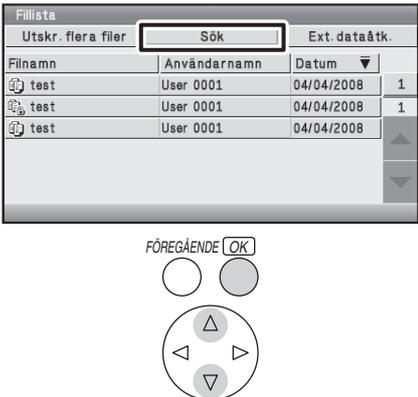 Fillista
Utskr. flera filer Sök Ext. dataåtk.
Filnamn Användarnamn Datum
test User 0001 04/04/2008 1
test User 0001 04/04/2008 1
test User 0001 04/04/2008
FÖREGÅENDE OK